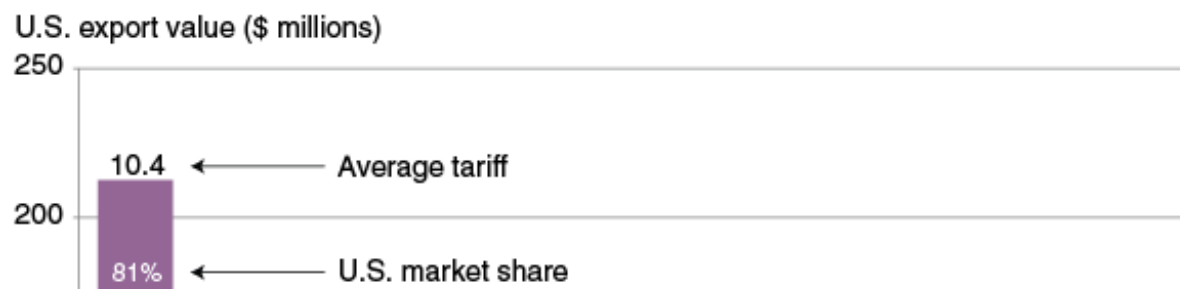 U.S. export value ($ millions)
250
10.4 Average tariff
200
81% U.S. market share